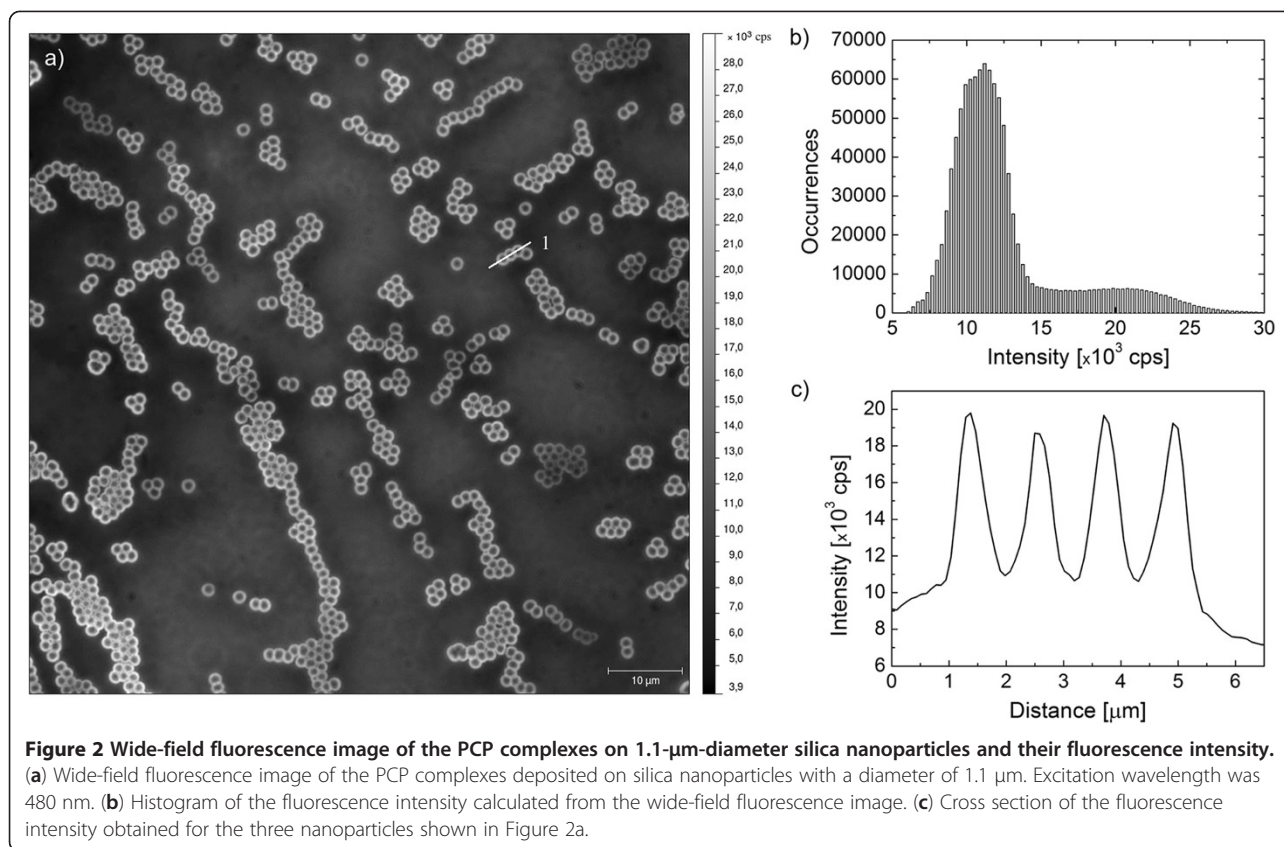 a)
1
10 µm
× 10³ cps
28,0
26,0
25,0
24,0
23,0
22,0
21,0
20,0
19,0
18,0
17,0
16,0
15,0
14,0
13,0
12,0
11,0
10,0
9,0
8,0
7,0
6,0
5,0
3,9
b)
70000
60000
50000
40000
30000
20000
10000
0
Occurrences
5 10 15 20 25 30
Intensity [×10³ cps]
c)
20
18
16
14
12
10
8
6
Intensity [×10³ cps]
0 1 2 3 4 5 6
Distance [µm]
Figure 2 Wide-field fluorescence image of the PCP complexes on 1.1-µm-diameter silica nanoparticles and their fluorescence intensity.
(a) Wide-field fluorescence image of the PCP complexes deposited on silica nanoparticles with a diameter of 1.1 µm. Excitation wavelength was
480 nm. (b) Histogram of the fluorescence intensity calculated from the wide-field fluorescence image. (c) Cross section of the fluorescence
intensity obtained for the three nanoparticles shown in Figure 2a.